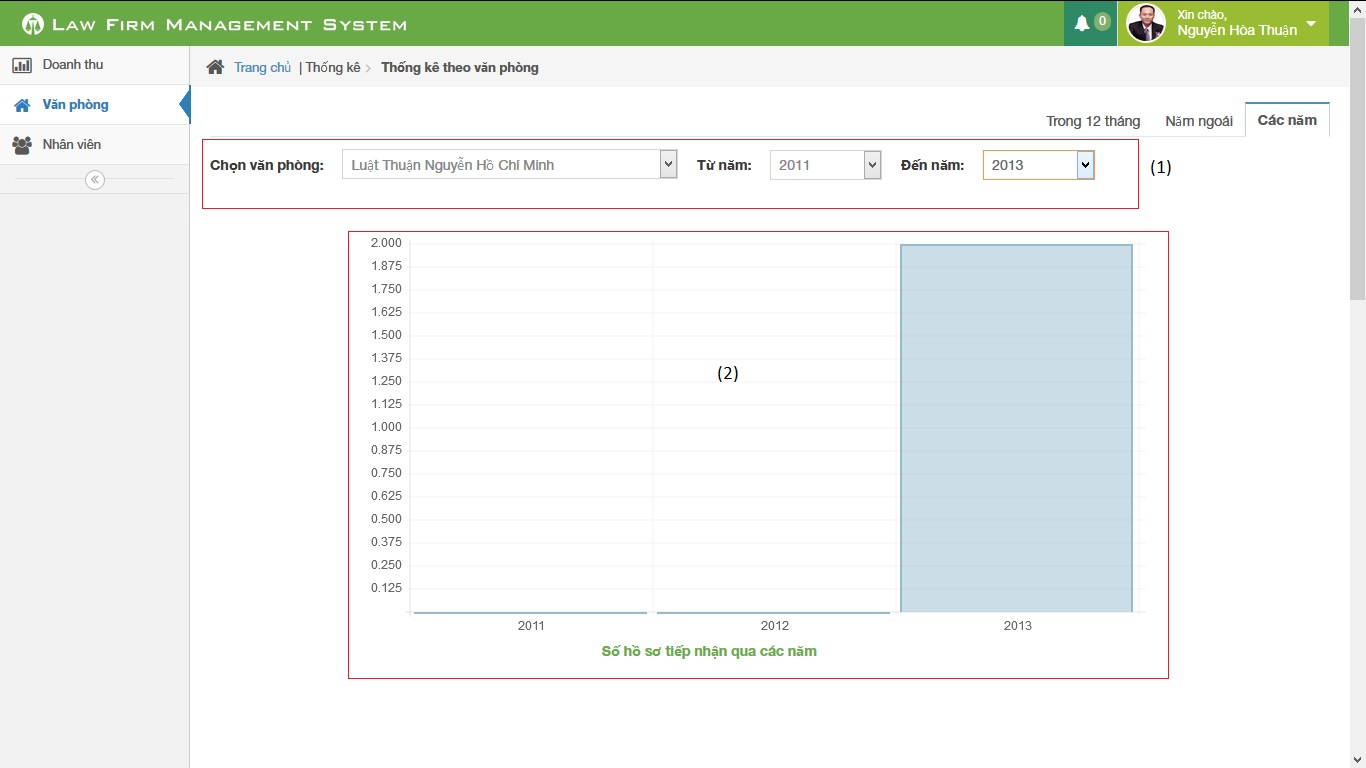 Law Firm Management System
0
Xin chào,
Nguyễn Hòa Thuận
Doanh thu
Văn phòng
Nhân viên
Trang chủ | Thống kê > Thống kê theo văn phòng
Trong 12 tháng Năm ngoái Các năm
Chọn văn phòng: Luật Thuận Nguyễn Hồ Chí Minh Từ năm: 2011 Đến năm: 2013 (1)
2.000
1.875
1.750
1.625
1.500
1.375
(2)
1.250
1.125
1.000
0.875
0.750
0.625
0.500
0.375
0.250
0.125
2011 2012 2013
Số hồ sơ tiếp nhận qua các năm